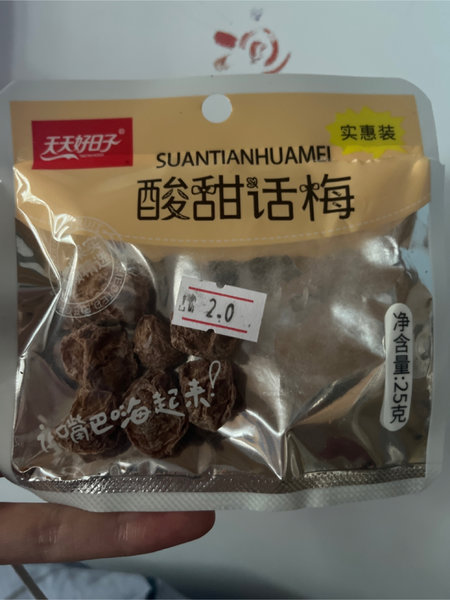 天天好日子®
实惠装
SUANTIANHUAMEI
酸甜话梅
2.0
净含量:25克
让嘴巴嗨起来!